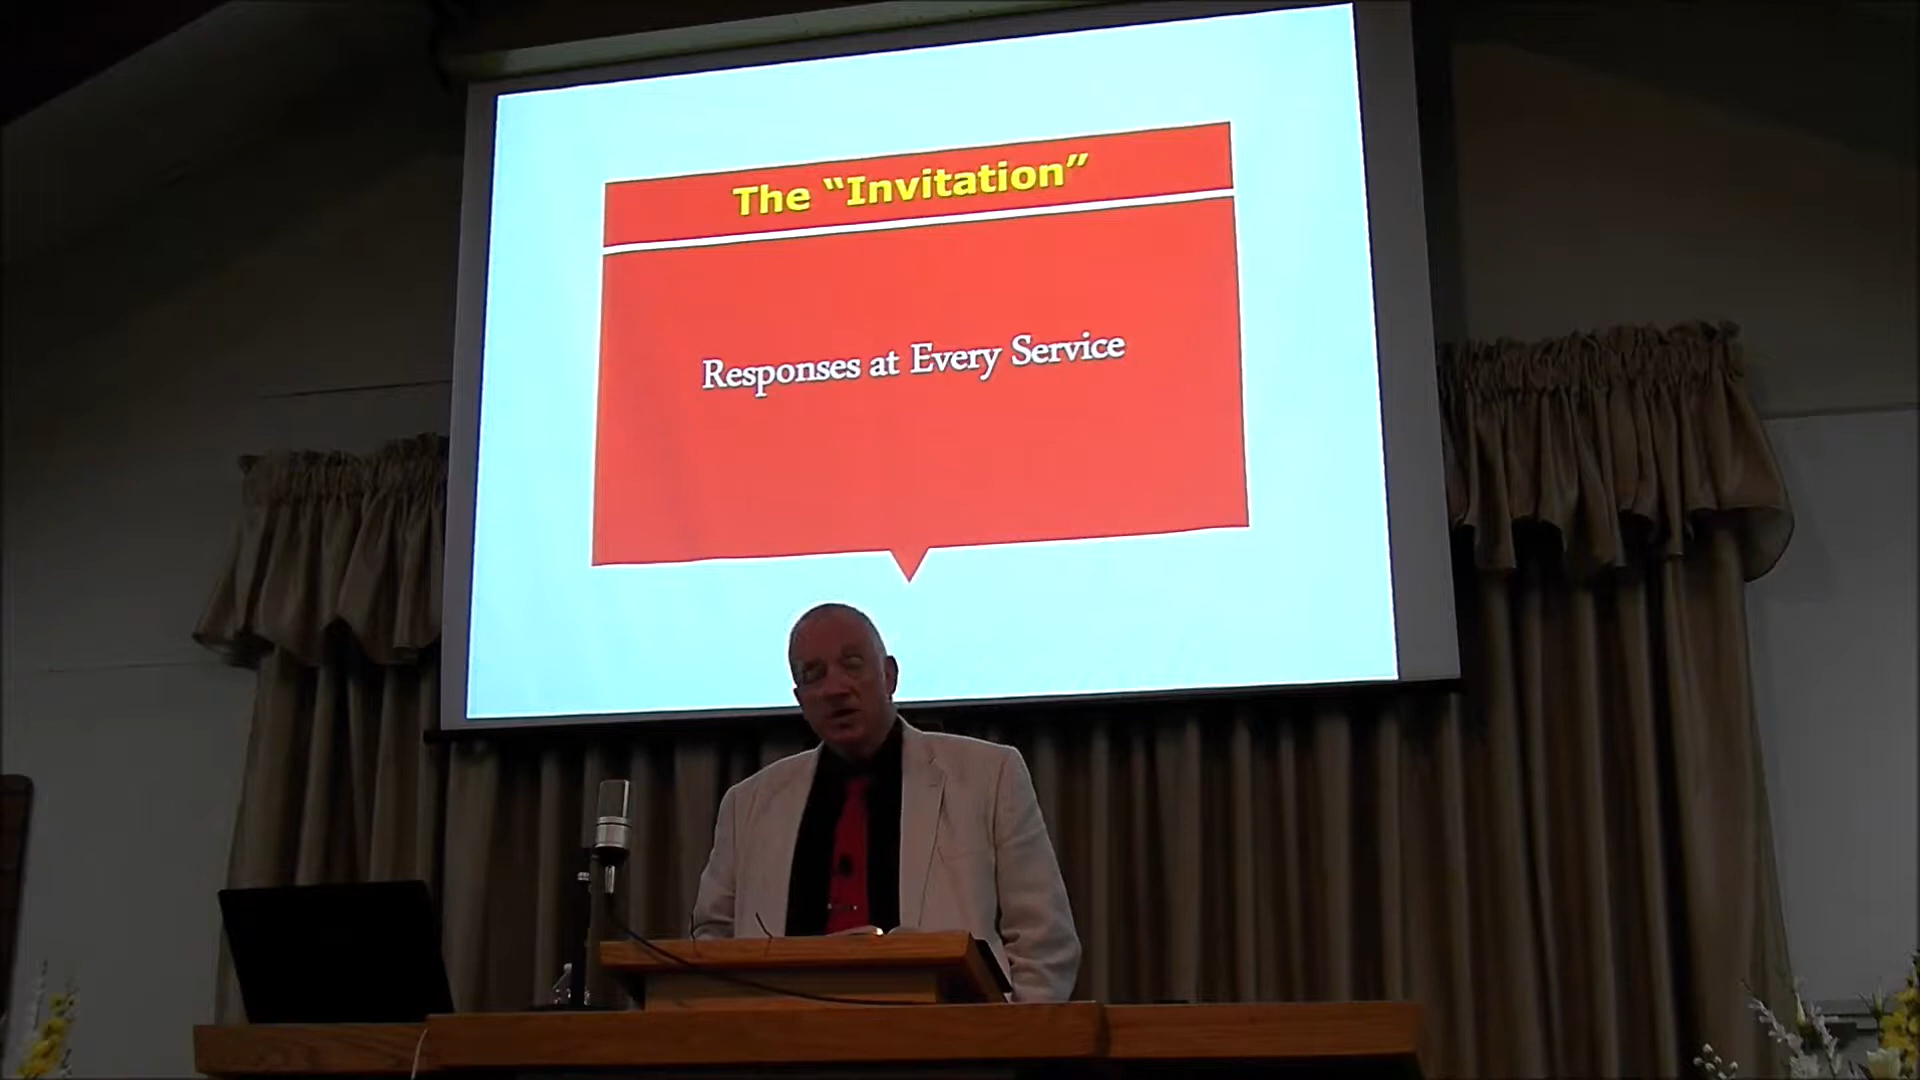 The “Invitation”
Responses at Every Service